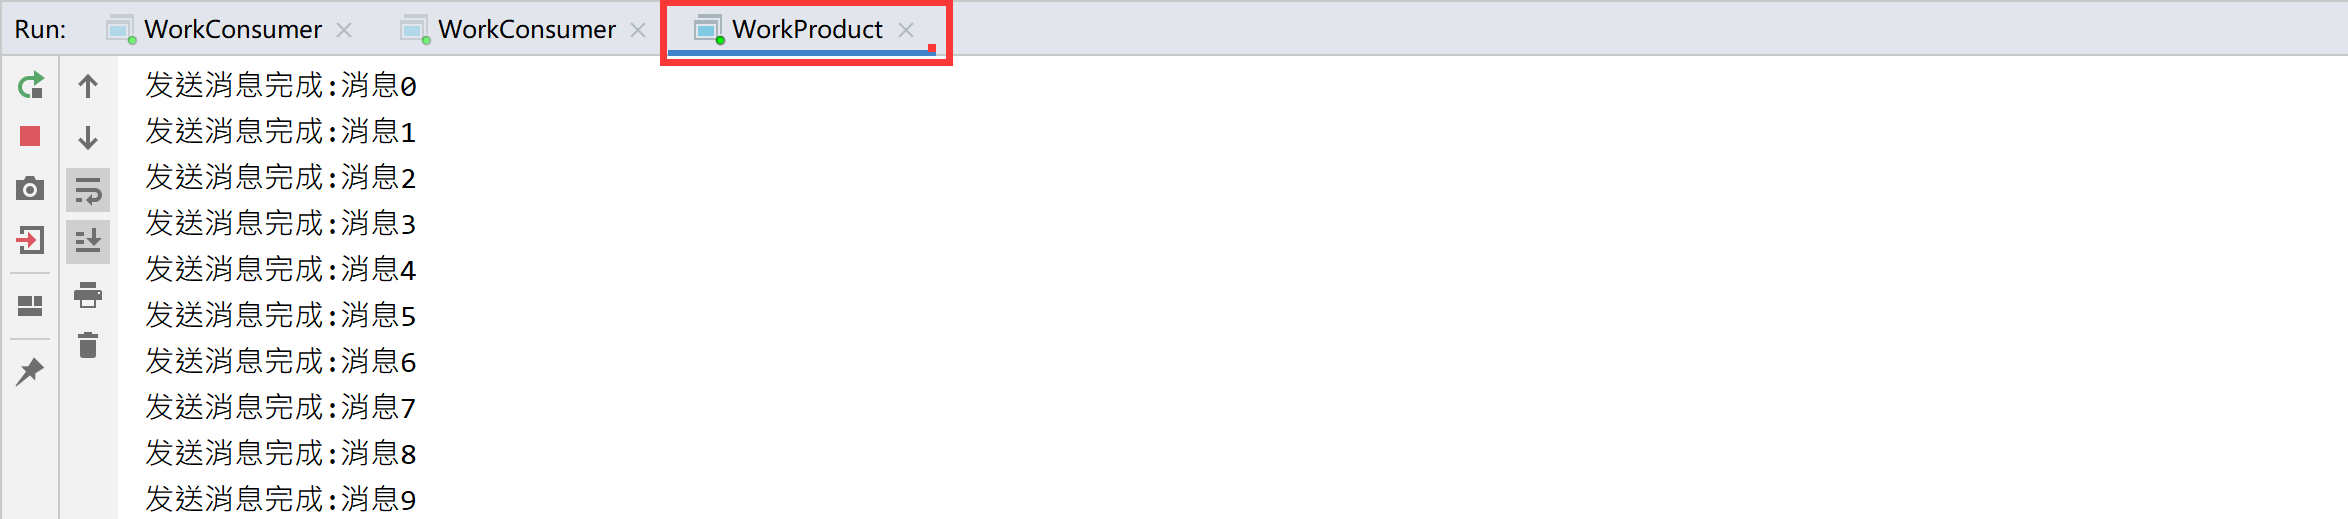 Run: WorkConsumer WorkConsumer WorkProduct
发送消息完成:消息0
发送消息完成:消息1
发送消息完成:消息2
发送消息完成:消息3
发送消息完成:消息4
发送消息完成:消息5
发送消息完成:消息6
发送消息完成:消息7
发送消息完成:消息8
发送消息完成:消息9